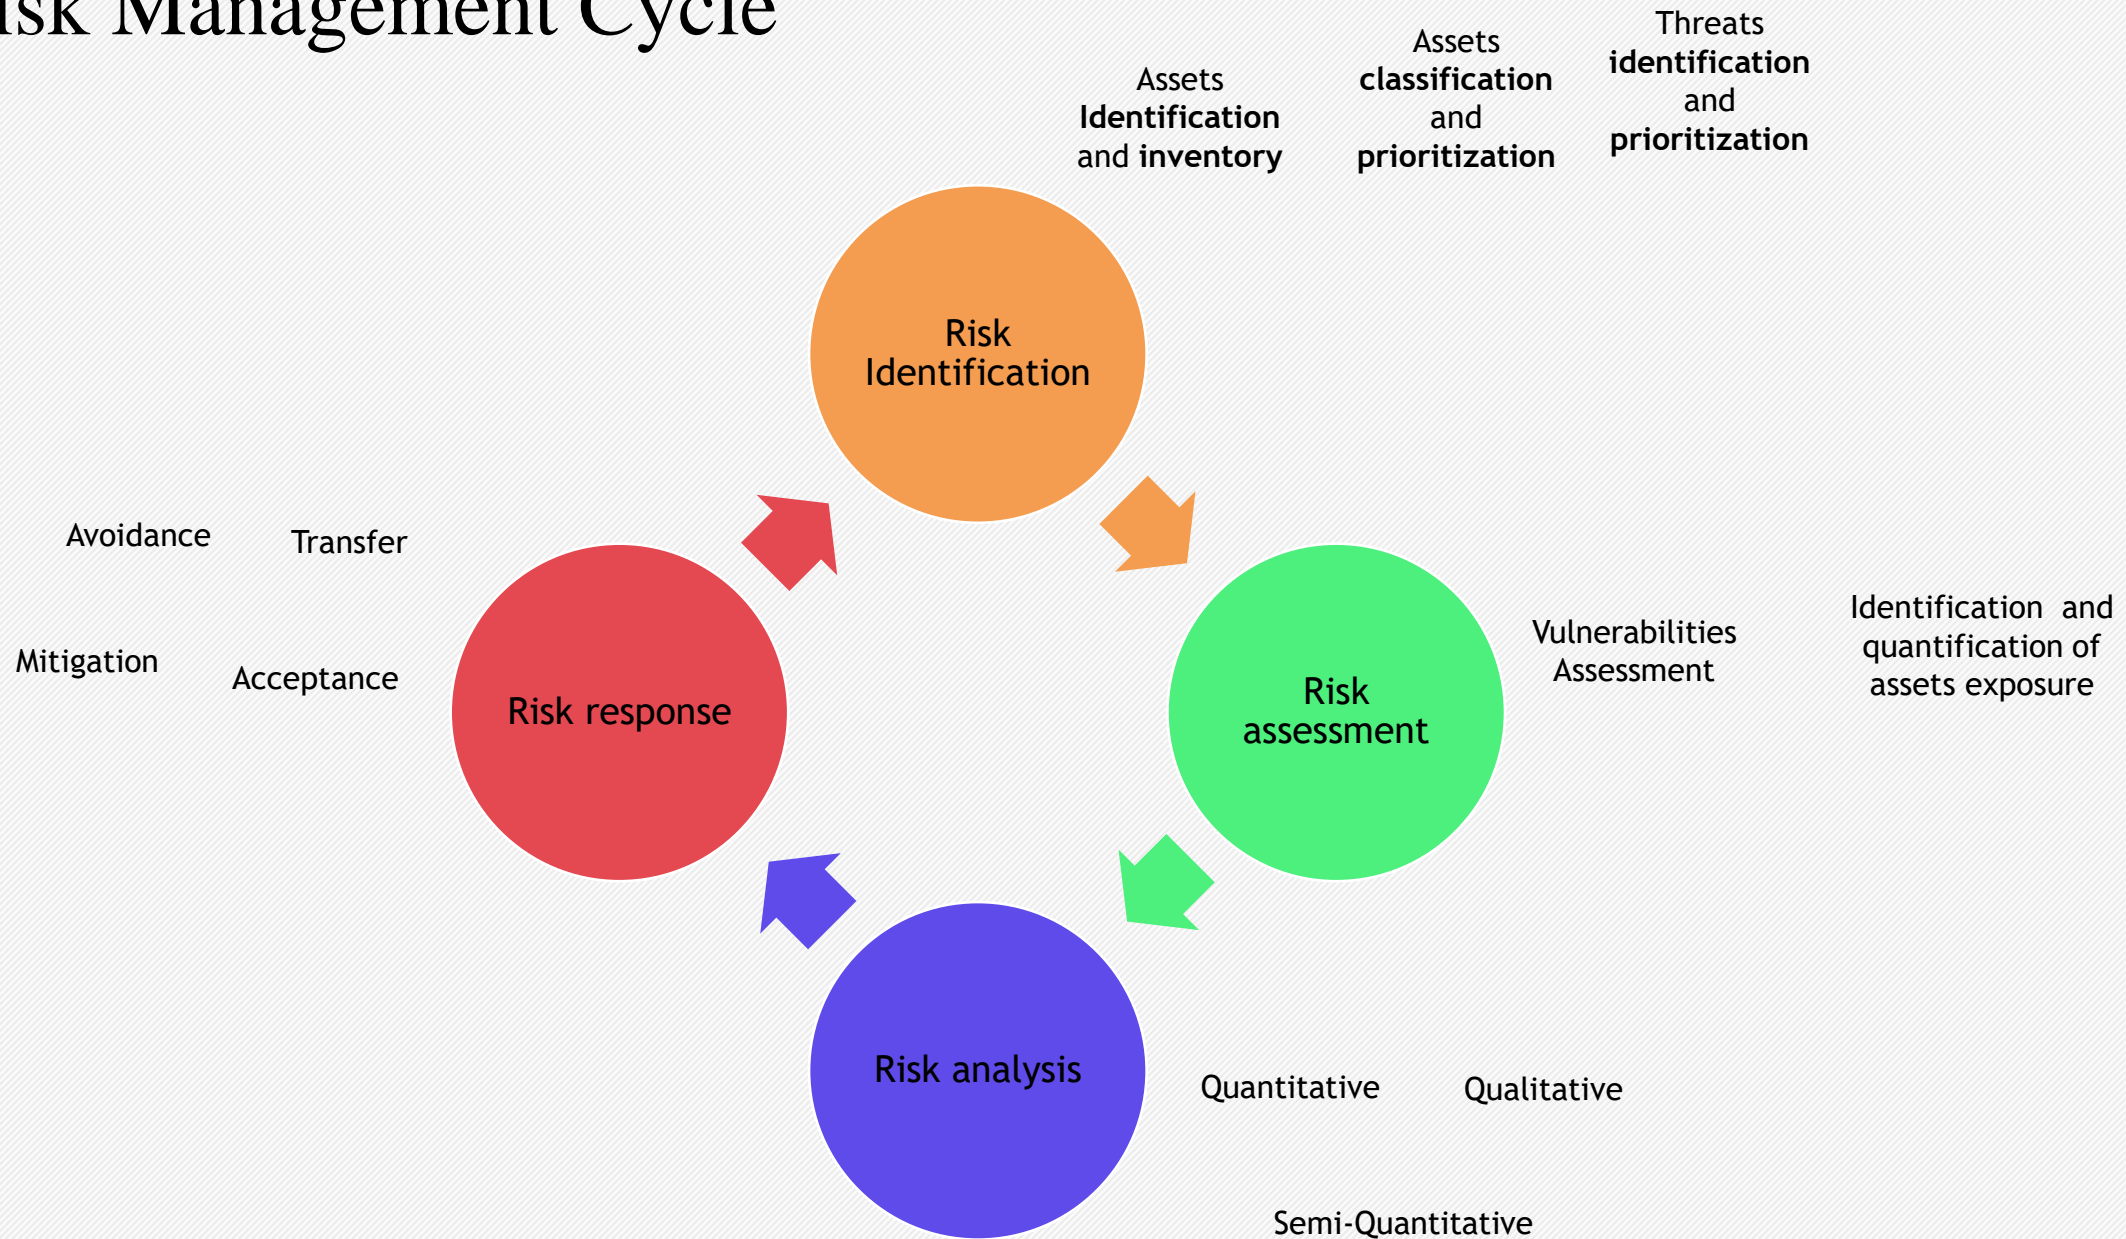 isk Management Cycle
Assets
Identification
and inventory
Assets
classification
and
prioritization
Threats
identification
and
prioritization
Risk
Identification
Avoidance
Transfer
Mitigation
Acceptance
Risk response
Risk
assessment
Vulnerabilities
Assessment
Identification and
quantification of
assets exposure
Risk analysis
Quantitative
Qualitative
Semi-Quantitative